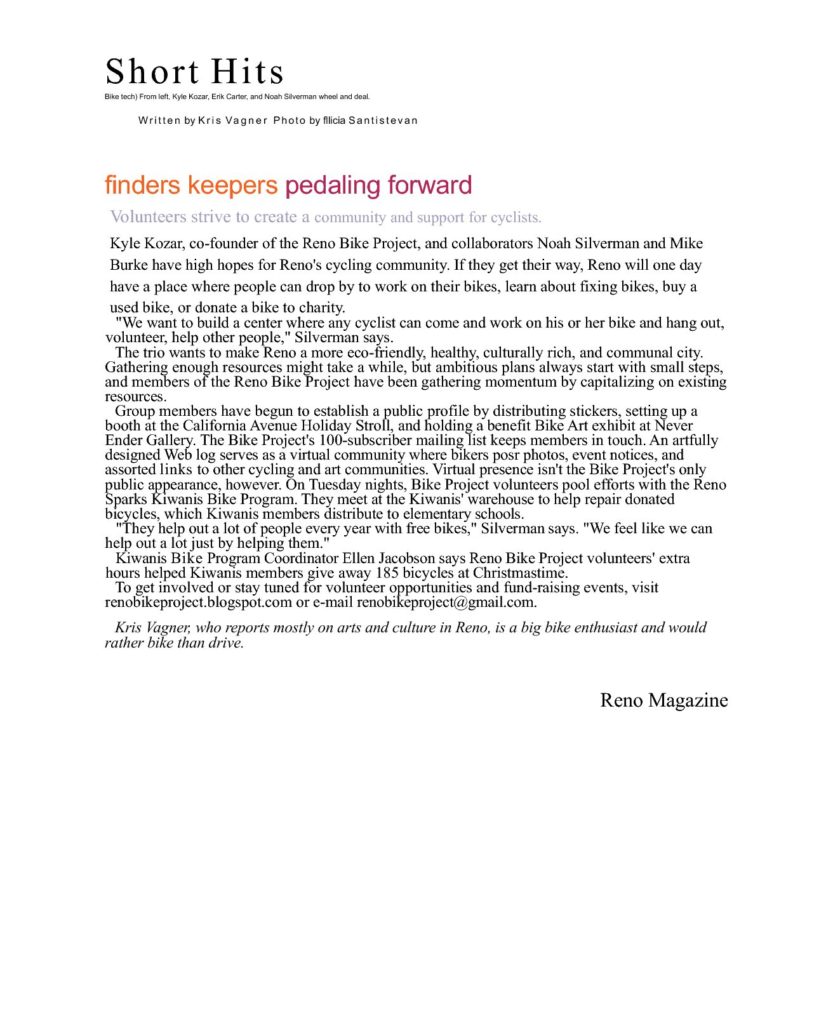 Short Hits
Bike tech) From left, Kyle Kozar, Erik Carter, and Noah Silverman wheel and deal.
Written by Kris Vagner Photo by fllicia Santistevan
finders keepers pedaling forward
Volunteers strive to create a community and support for cyclists.
Kyle Kozar, co-founder of the Reno Bike Project, and collaborators Noah Silverman and Mike
Burke have high hopes for Reno's cycling community. If they get their way, Reno will one day
have a place where people can drop by to work on their bikes, learn about fixing bikes, buy a
used bike, or donate a bike to charity.
"We want to build a center where any cyclist can come and work on his or her bike and hang out,
volunteer, help other people," Silverman says.
The trio wants to make Reno a more eco-friendly, healthy, culturally rich, and communal city.
Gathering enough resources might take a while, but ambitious plans always start with small steps,
and members of the Reno Bike Project have been gathering momentum by capitalizing on existing
resources.
Group members have begun to establish a public profile by distributing stickers, setting up a
booth at the California Avenue Holiday Stroll, and holding a benefit Bike Art exhibit at Never
Ender Gallery. The Bike Project's 100-subscriber mailing list keeps members in touch. An artfully
designed Web log serves as a virtual community where bikers posr photos, event notices, and
assorted links to other cycling and art communities. Virtual presence isn't the Bike Project's only
public appearance, however. On Tuesday nights, Bike Project volunteers pool efforts with the Reno
Sparks Kiwanis Bike Program. They meet at the Kiwanis' warehouse to help repair donated
bicycles, which Kiwanis members distribute to elementary schools.
"They help out a lot of people every year with free bikes," Silverman says. "We feel like we can
help out a lot just by helping them."
Kiwanis Bike Program Coordinator Ellen Jacobson says Reno Bike Project volunteers' extra
hours helped Kiwanis members give away 185 bicycles at Christmastime.
To get involved or stay tuned for volunteer opportunities and fund-raising events, visit
renobikeproject.blogspot.com or e-mail renobikeproject@gmail.com.
Kris Vagner, who reports mostly on arts and culture in Reno, is a big bike enthusiast and would
rather bike than drive.
Reno Magazine